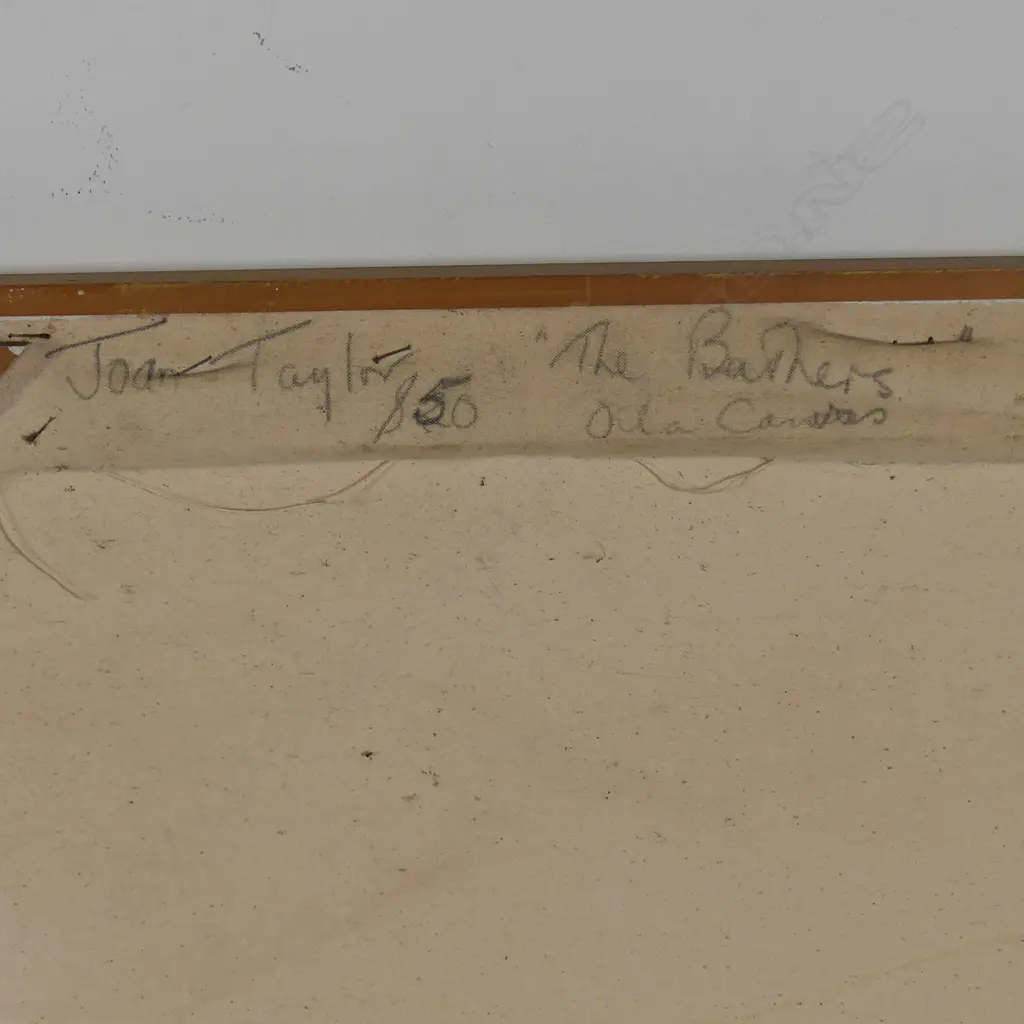 Joan Taylor "The Bathers"
$50 Oil on Canvas